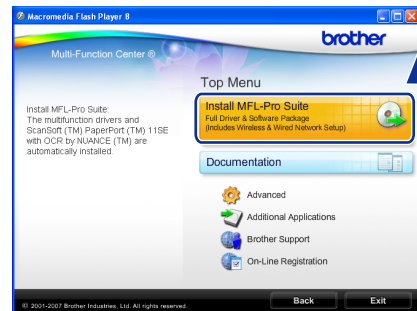 Macromedia Flash Player 8
brother
Multi-Function Center ®
Top Menu
Install MFL-Pro Suite:
The multifunction drivers and
ScanSoft (TM) PaperPort (TM) 11SE
with OCR by NUANCE (TM) are
automatically installed.
Install MFL-Pro Suite
Full Driver & Software Package
(Includes Wireless & Wired Network Setup)
Documentation
Advanced
Additional Applications
Brother Support
On-Line Registration
© 2001-2007 Brother Industries, Ltd. All rights reserved.
Back
Exit